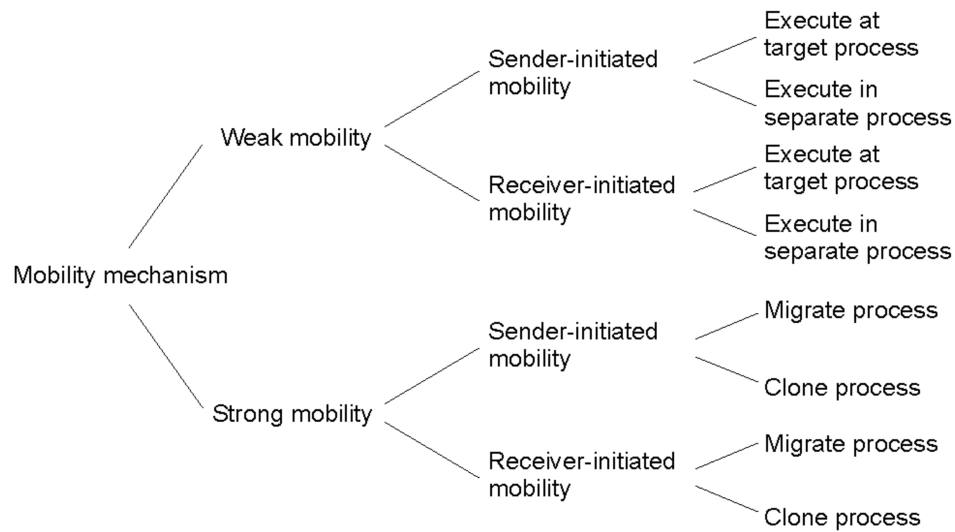 Execute at
target process
Sender-initiated
mobility
Execute in
separate process
Weak mobility
Execute at
target process
Receiver-initiated
mobility
Execute in
separate process
Mobility mechanism
Migrate process
Sender-initiated
mobility
Clone process
Strong mobility
Migrate process
Receiver-initiated
mobility
Clone process